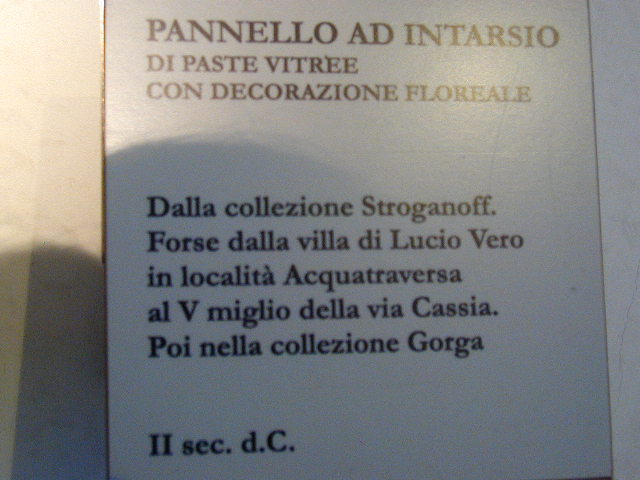 PANNELLO AD INTARSIO
DI PASTE VITREE
CON DECORAZIONE FLOREALE
Dalla collezione Stroganoff.
Forse dalla villa di Lucio Vero
in località Acquatraversa
al V miglio della via Cassia.
Poi nella collezione Gorga
II sec. d.C.